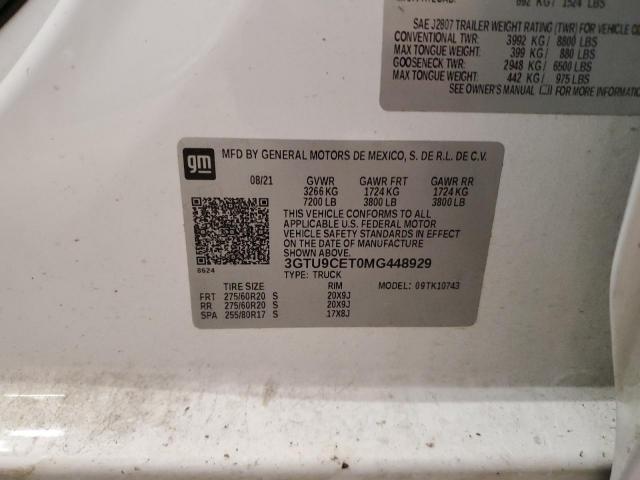 692 KG / 1524 LBS
SAE J2807 TRAILER WEIGHT RATING (TWR) FOR VEHICLE
CONVENTIONAL TWR: 3992 KG / 8800 LBS
MAX TONGUE WEIGHT: 399 KG / 880 LBS
GOOSENECK TWR: 2948 KG / 6500 LBS
MAX TONGUE WEIGHT: 442 KG / 975 LBS
SEE OWNER'S MANUAL FOR MORE INFORMATION
gm
MFD BY GENERAL MOTORS DE MEXICO, S. DE R.L. DE C.V.
08/21 GVWR GAWR FRT GAWR RR
3266 KG 1724 KG 1724 KG
7200 LB 3800 LB 3800 LB
THIS VEHICLE CONFORMS TO ALL
APPLICABLE U.S. FEDERAL MOTOR
VEHICLE SAFETY STANDARDS IN
EFFECT ON THE DATE OF MANUFACTURE
SHOWN ABOVE.
8624
3GTU9CET0MG448929
TYPE: TRUCK
TIRE SIZE RIM MODEL: 09TK10743
FRT 275/60R20 S 20X9J
RR 275/60R20 S 20X9J
SPA 255/80R17 S 17X8J